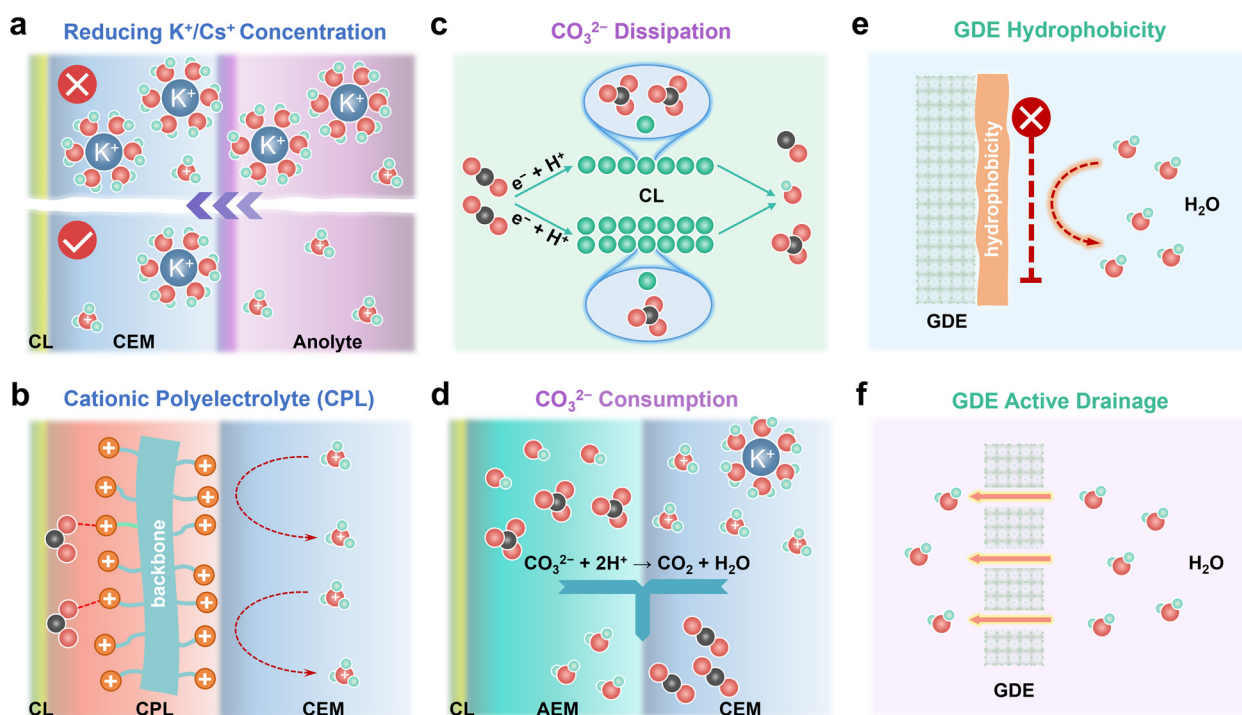 a
Reducing K⁺/Cs⁺ Concentration
K⁺
K⁺
K⁺
K⁺
+
+
K⁺
+
+
+
CL
CEM
Anolyte
b
Cationic Polyelectrolyte (CPL)
+
+
+
+
+
+
+
+
+
+
+
+
+
+
backbone
+
+
+
+
CL
CPL
CEM
c
CO₃²⁻ Dissipation
e⁻ + H⁺
CL
e⁻ + H⁺
d
CO₃²⁻ Consumption
K⁺
+
+
+
+
CO₃²⁻ + 2H⁺ → CO₂ + H₂O
CL
AEM
CEM
e
GDE Hydrophobicity
hydrophobicity
H₂O
GDE
f
GDE Active Drainage
H₂O
GDE